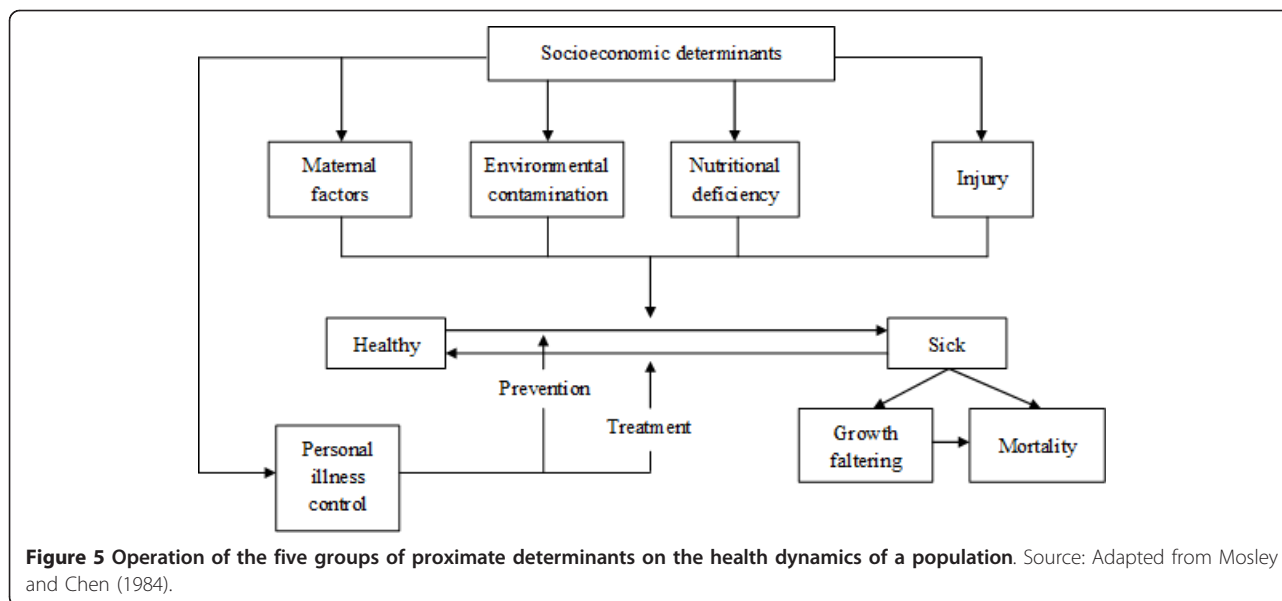 Socioeconomic determinants
Maternal
factors
Environmental
contamination
Nutritional
deficiency
Injury
Healthy
Sick
Prevention
Treatment
Personal
illness
control
Growth
faltering
Mortality
Figure 5 Operation of the five groups of proximate determinants on the health dynamics of a population. Source: Adapted from Mosley
and Chen (1984).